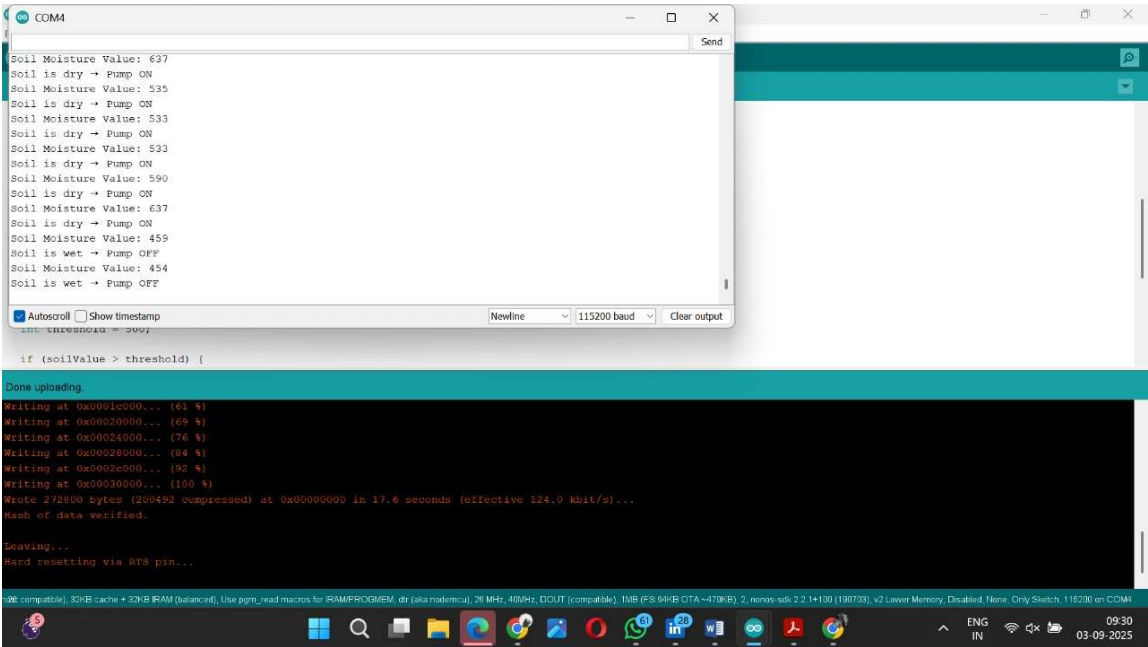 COM4
Send
Soil Moisture Value: 637
Soil is dry → Pump ON
Soil Moisture Value: 535
Soil is dry → Pump ON
Soil Moisture Value: 533
Soil is dry → Pump ON
Soil Moisture Value: 533
Soil is dry → Pump ON
Soil Moisture Value: 590
Soil is dry → Pump ON
Soil Moisture Value: 637
Soil is dry → Pump ON
Soil Moisture Value: 459
Soil is wet → Pump OFF
Soil Moisture Value: 454
Soil is wet → Pump OFF
Autoscroll Show timestamp Newline 115200 baud Clear output
int threshold = 500;
if (soilValue > threshold) {
Done uploading.
Writing at 0x0001c000... (61 %)
Writing at 0x00020000... (69 %)
Writing at 0x00024000... (76 %)
Writing at 0x00028000... (84 %)
Writing at 0x0002c000... (92 %)
Writing at 0x00030000... (100 %)
Wrote 272800 bytes (200492 compressed) at 0x00000000 in 17.6 seconds (effective 124.0 kbit/s)...
Hash of data verified.
Leaving...
Hard resetting via RTS pin...
compatible), 32KB cache + 32KB IRAM (balanced), Use pgm_read macros for IRAM/PROGMEM, dtr (aka nodemcu), 26 MHz, 40MHz, DOUT (compatible), 1MB (FS:64KB OTA:~470KB), 2, nonos-sdk 2.2.1+100 (190703), v2 Lower Memory, Disabled, None, Only Sketch, 115200 on COM4
5
61
28
ENG
IN
09:30
03-09-2025